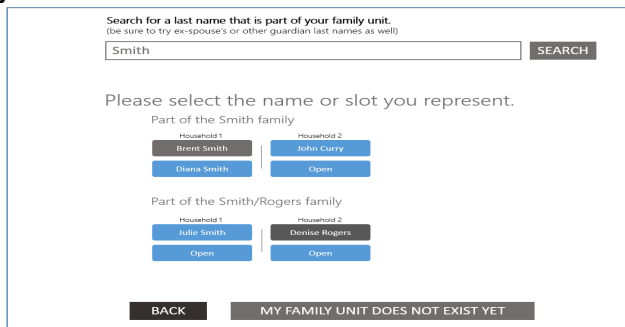 Search for a last name that is part of your family unit.
(be sure to try ex-spouse's or other guardian last names as well)
Smith SEARCH
Please select the name or slot you represent.
Part of the Smith family
Household 1 Household 2
Brent Smith John Curry
Diana Smith Open
Part of the Smith/Rogers family
Household 1 Household 2
Julie Smith Denise Rogers
Open Open
BACK MY FAMILY UNIT DOES NOT EXIST YET